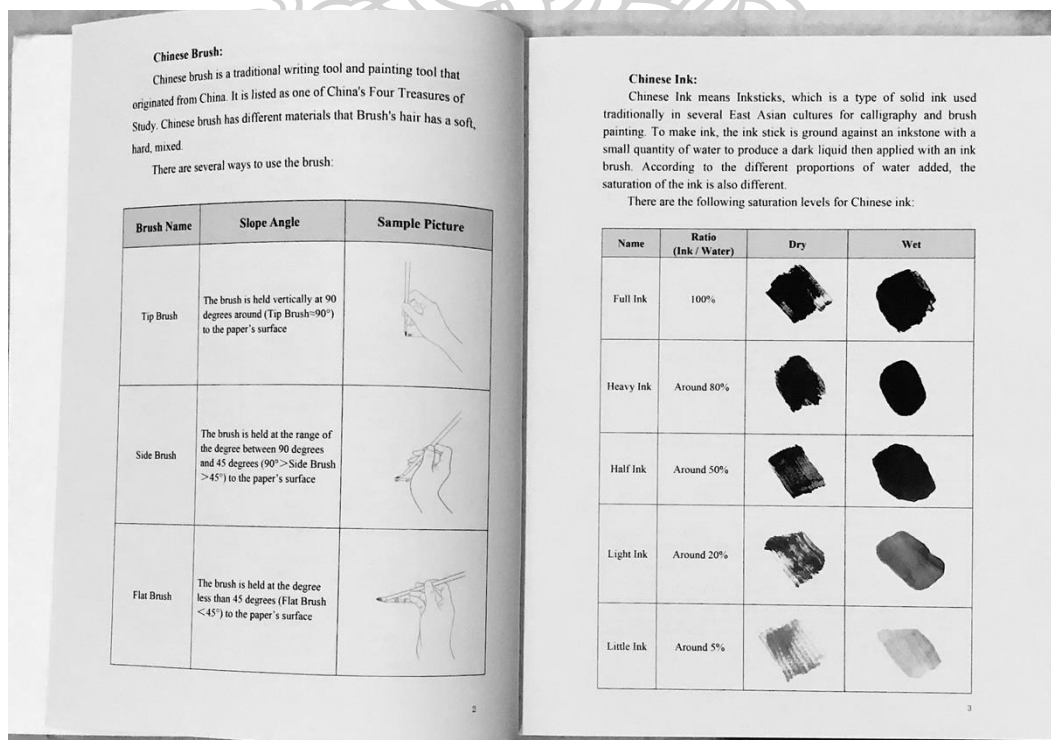 Chinese Brush:
Chinese brush is a traditional writing tool and painting tool that
originated from China. It is listed as one of China's Four Treasures of
Study. Chinese brush has different materials that Brush's hair has a soft,
hard, mixed.
There are several ways to use the brush:
Brush Name Slope Angle Sample Picture
Tip Brush
The brush is held vertically at 90
degrees around (Tip Brush≈90°)
to the paper's surface
Side Brush
The brush is held at the range of
the degree between 90 degrees
and 45 degrees (90°>Side Brush
>45°) to the paper's surface
Flat Brush
The brush is held at the degree
less than 45 degrees (Flat Brush
<45°) to the paper's surface
2
Chinese Ink:
Chinese Ink means Inksticks, which is a type of solid ink used
traditionally in several East Asian cultures for calligraphy and brush
painting. To make ink, the ink stick is ground against an inkstone with a
small quantity of water to produce a dark liquid then applied with an ink
brush. According to the different proportions of water added, the
saturation of the ink is also different.
There are the following saturation levels for Chinese ink:
Name Ratio (Ink / Water) Dry Wet
Full Ink 100%
Heavy Ink Around 80%
Half Ink Around 50%
Light Ink Around 20%
Little Ink Around 5%
3